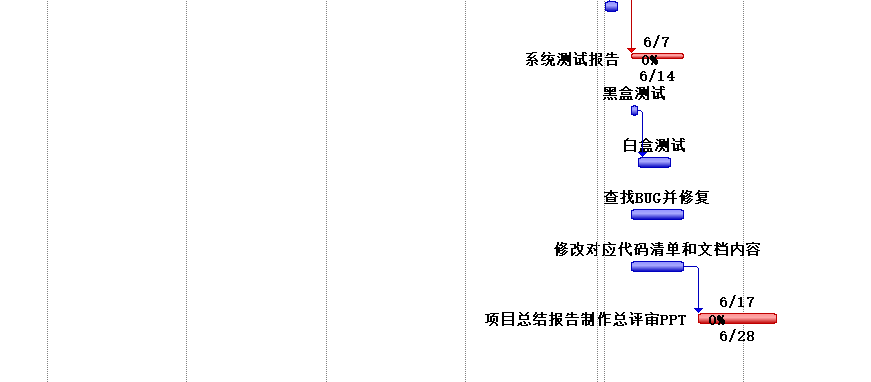 6/7
系统测试报告 0%
6/14
黑盒测试
白盒测试
查找BUG并修复
修改对应代码清单和文档内容
6/17
项目总结报告制作总评审PPT 0%
6/28